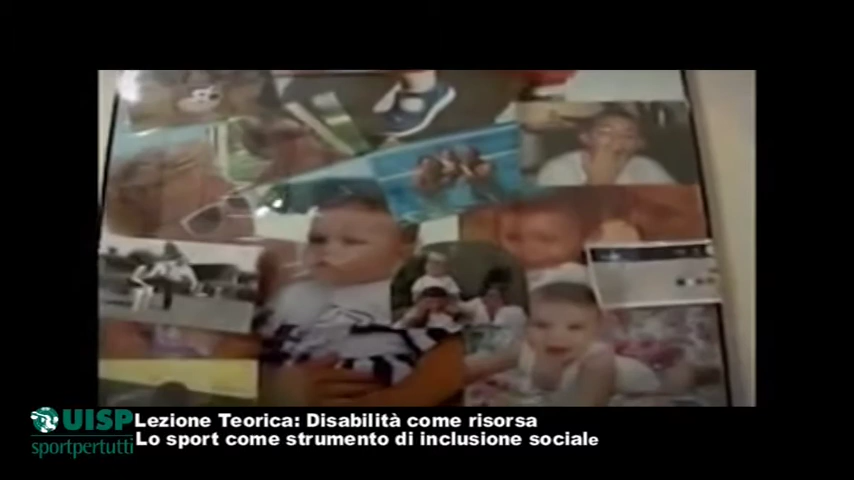 UISP
sportpertutti
Lezione Teorica: Disabilità come risorsa
Lo sport come strumento di inclusione sociale